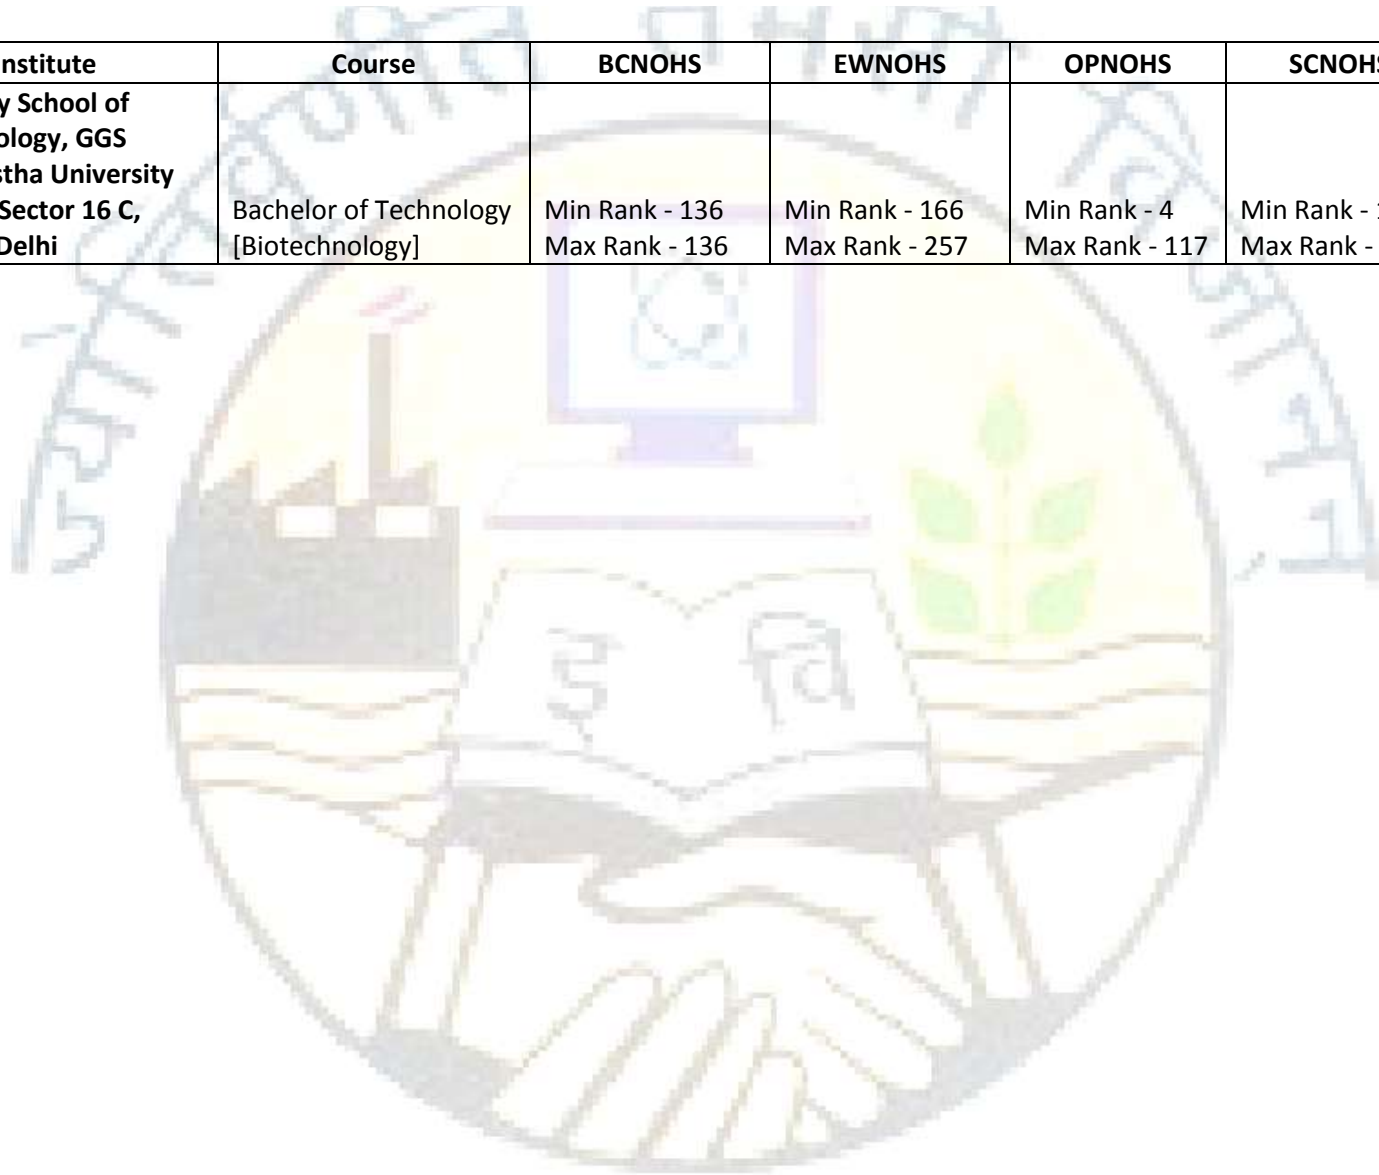 nstitute Course BCNOHS EWNOHS OPNOHS SCNOHS
y School of
ology, GGS
stha University
Sector 16 C, Bachelor of Technology Min Rank - 136 Min Rank - 166 Min Rank - 4 Min Rank -
Delhi [Biotechnology] Max Rank - 136 Max Rank - 257 Max Rank - 117 Max Rank -
इ वि